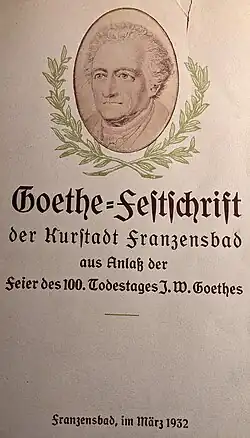 Goethe-Festschrift
der Kurstadt Franzensbad
aus Anlaß der
Feier des 100. Todestages J. W. Goethes
Franzensbad, im März 1932